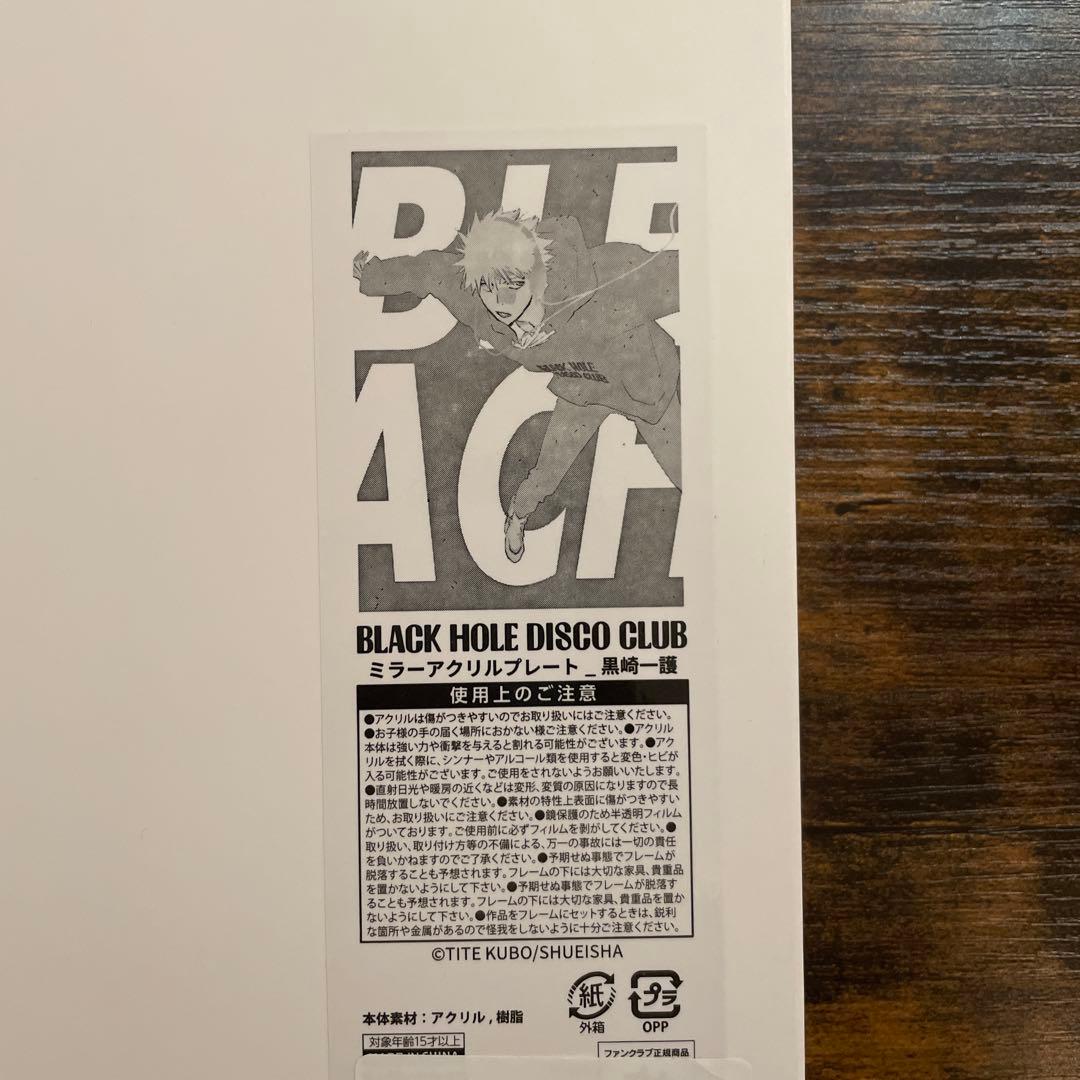 BLE
ACH
BLACK HOLE
DISCO CLUB
BLACK HOLE DISCO CLUB
ミラーアクリルプレート_黒崎一護
使用上のご注意
●アクリルは傷がつきやすいのでお取り扱いにはご注意ください。
●お子様の手の届く場所におかない様ご注意ください。●アクリル
本体は強い力や衝撃を与えると割れる可能性がございます。●アク
リルを拭く際に、シンナーやアルコール類を使用すると変色・ヒビが
入る可能性がございます。ご使用をされないようお願いいたします。
●直射日光や暖房の近くなどは変形、変質の原因になりますので長
時間放置しないでください。●素材の特性上表面に傷がつきやすい
ため、お取り扱いにご注意ください。●鏡保護のため半透明フィルム
がついております。ご使用前に必ずフィルムを剥がしてください。●
取り扱い、取り付け方等の不備による、万一の事故には一切の責任
を負いかねますのでご了承ください。●予期せぬ事態でフレームが
脱落することも予想されます。フレームの下には大切な家具、貴重品
を置かないようにして下さい。●予期せぬ事態でフレームが脱落す
ることも予想されます。フレームの下には大切な家具、貴重品を置か
ないようにして下さい。●作品をフレームにセットするときは、鋭利
な箇所や金属があるので怪我をしないように十分ご注意ください。
©TITE KUBO/SHUEISHA
紙
外箱
プラ
OPP
本体素材：アクリル , 樹脂
対象年齢15才以上
MADE IN CHINA
ファンクラブ正規商品